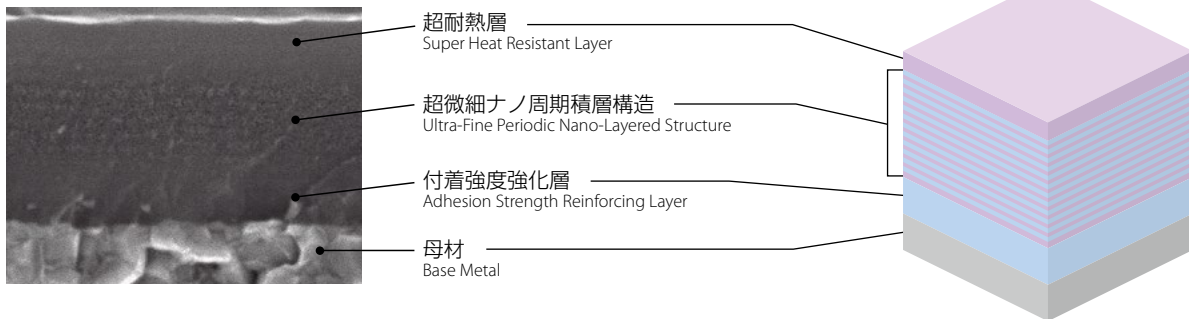 超耐熱層
Super Heat Resistant Layer
超微細ナノ周期積層構造
Ultra-Fine Periodic Nano-Layered Structure
付着強度強化層
Adhesion Strength Reinforcing Layer
母材
Base Metal